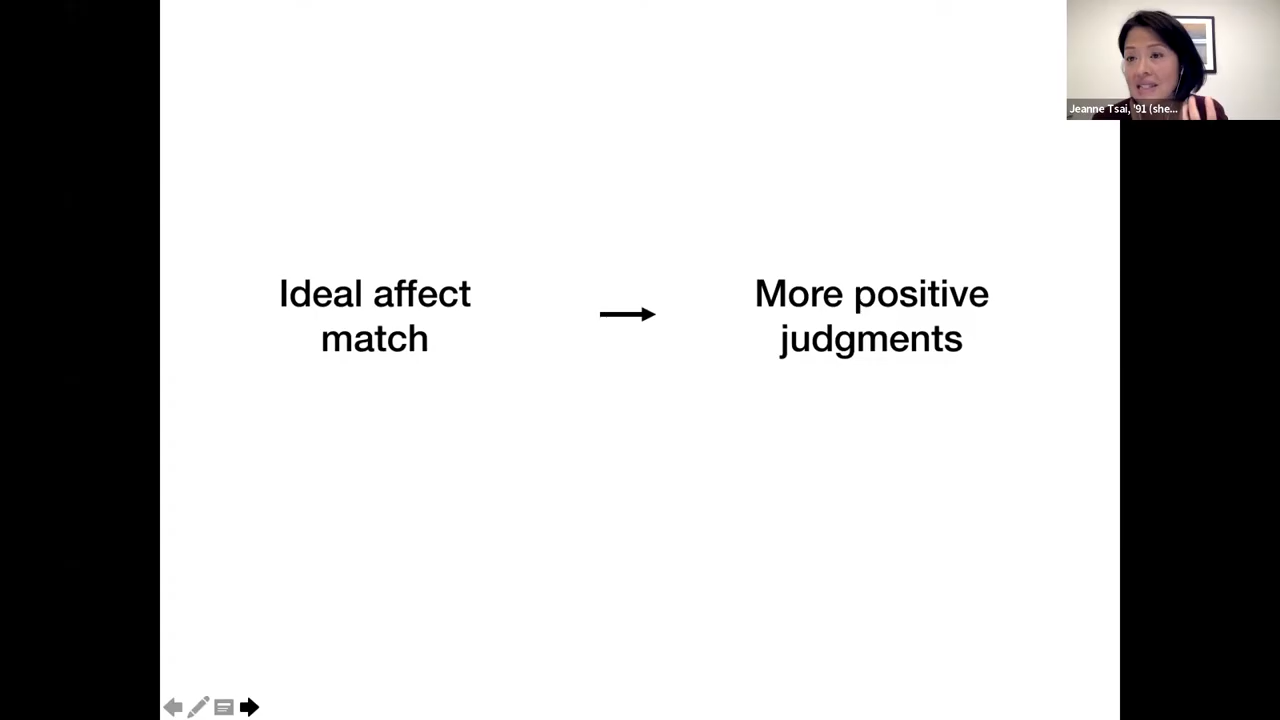 Jeanne Tsai, '91 (she...
Ideal affect
match
More positive
judgments